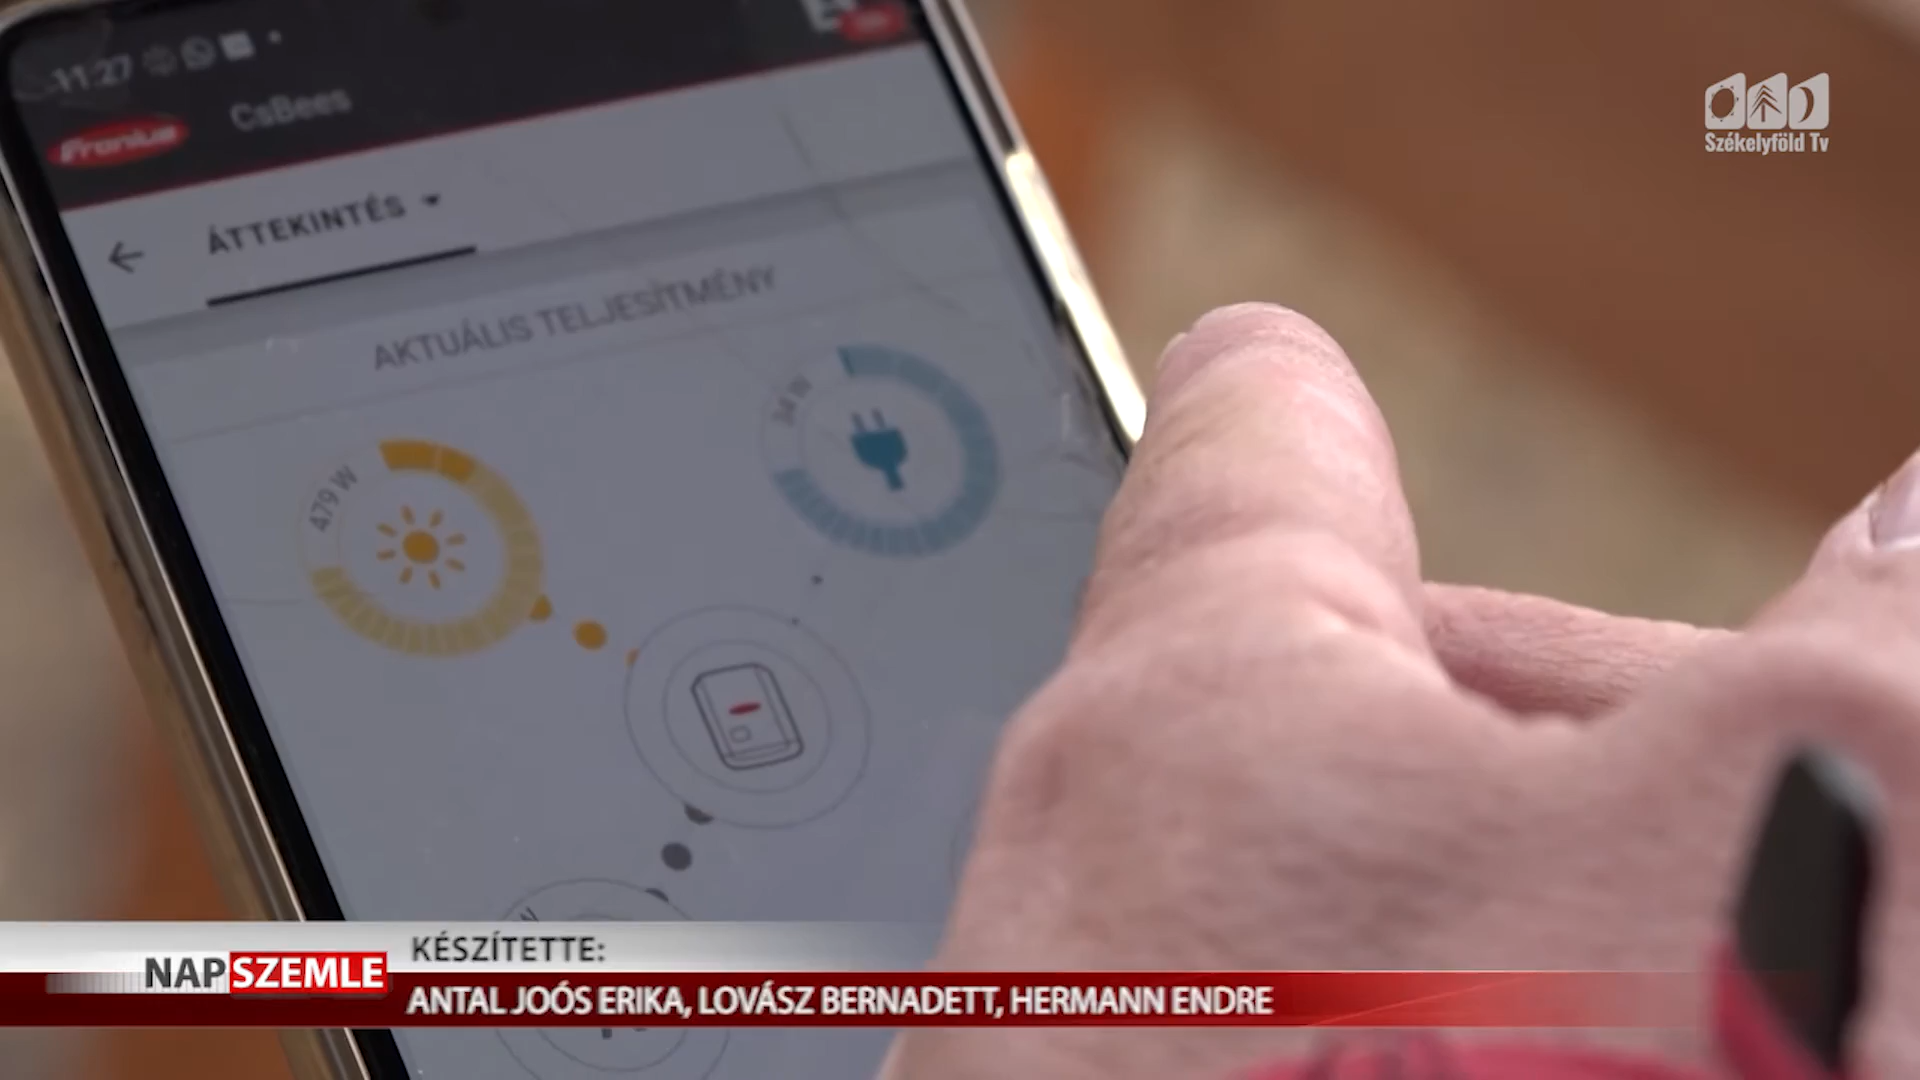 11:27
Fronius
CsBees
ÁTTEKINTÉS
AKTUÁLIS TELJESÍTMÉNY
479 W
34 W
Székelyföld Tv
KÉSZÍTETTE:
NAPSZEMLE
ANTAL JOÓS ERIKA, LOVÁSZ BERNADETT, HERMANN ENDRE